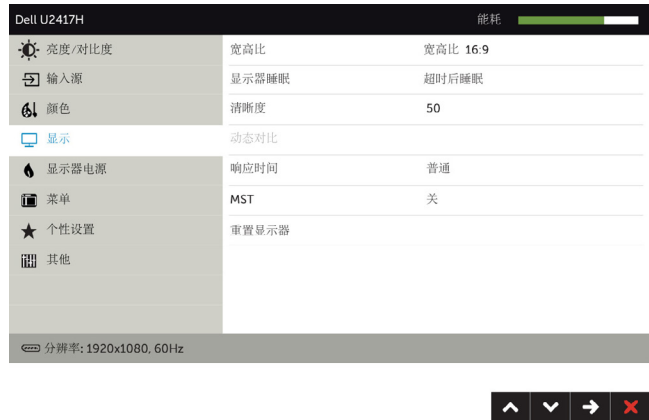 Dell U2417H 能耗
亮度/对比度 宽高比 宽高比 16:9
输入源 显示器睡眠 超时后睡眠
颜色 清晰度 50
显示 动态对比
显示器电源 响应时间 普通
菜单 MST 关
个性设置 重置显示器
其他
分辨率: 1920x1080, 60Hz